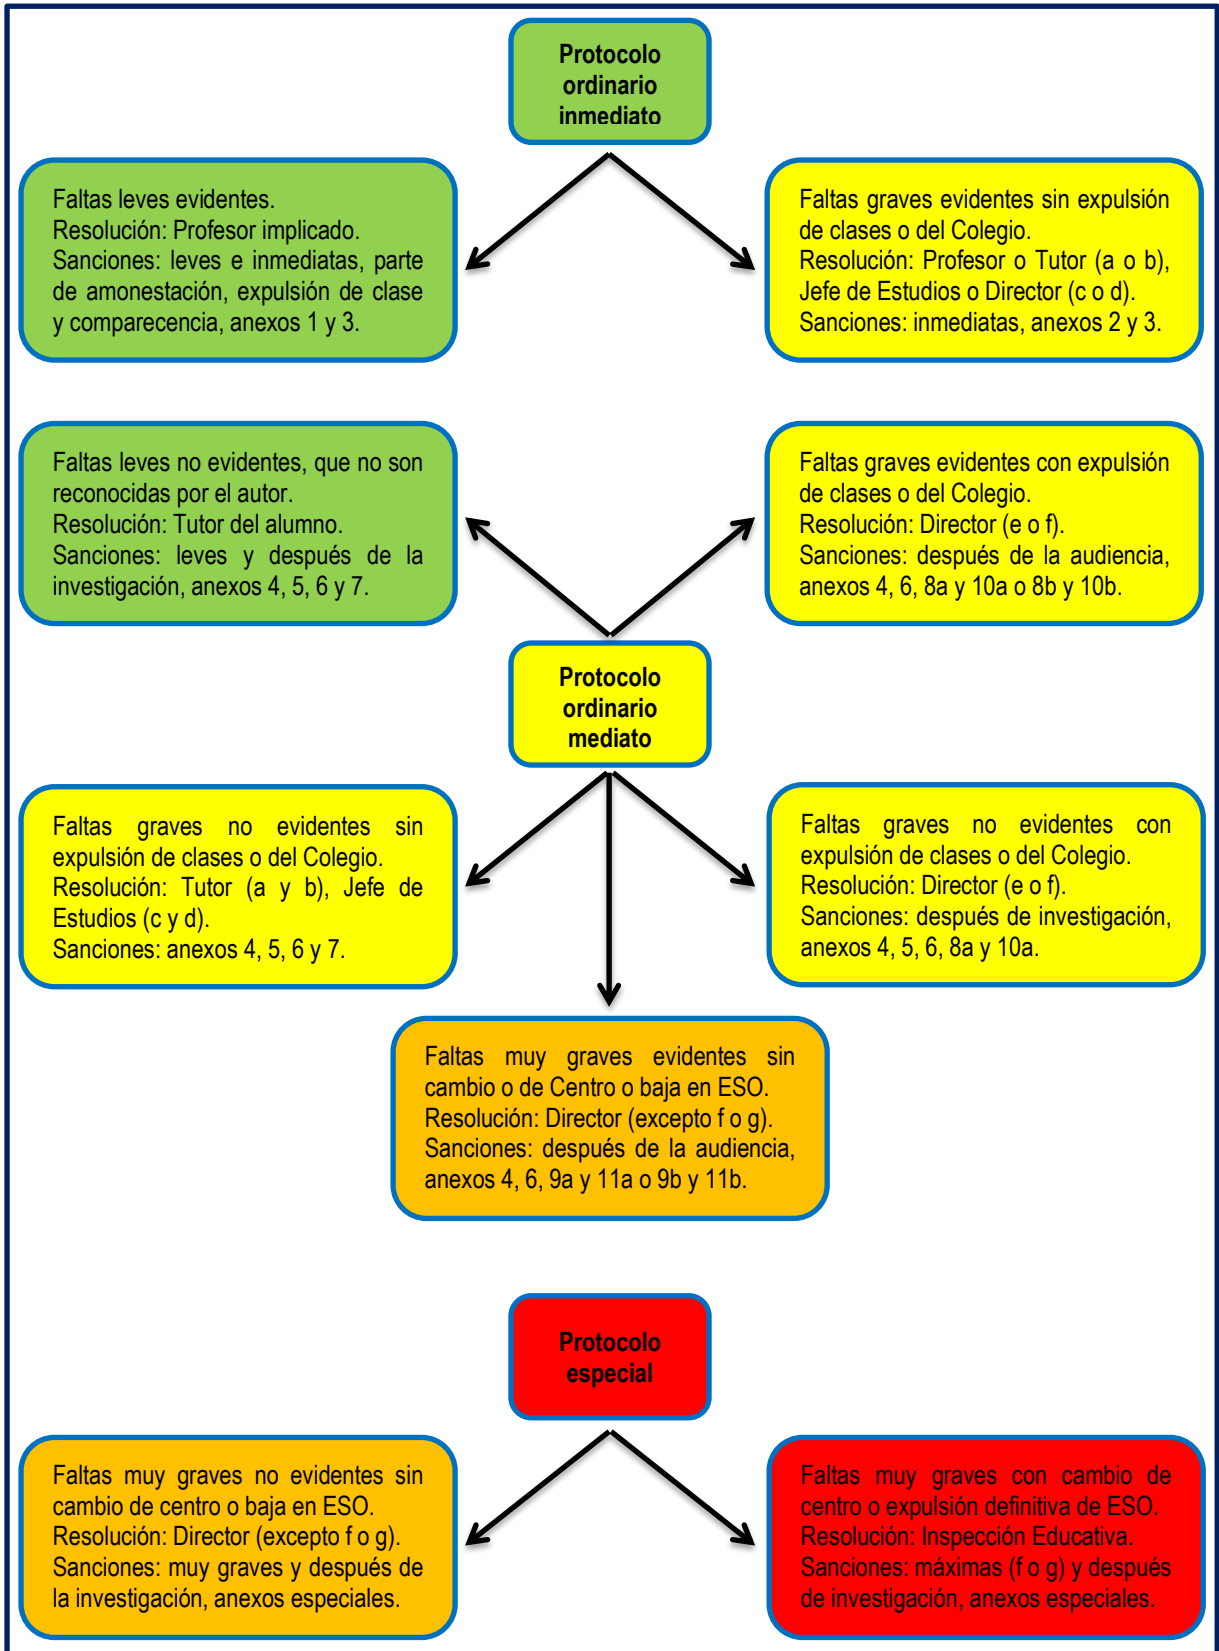 Protocolo
ordinario
inmediato
Faltas leves evidentes.
Resolución: Profesor implicado.
Sanciones: leves e inmediatas, parte
de amonestación, expulsión de clase
y comparecencia, anexos 1 y 3.
Faltas graves evidentes sin expulsión
de clases o del Colegio.
Resolución: Profesor o Tutor (a o b),
Jefe de Estudios o Director (c o d).
Sanciones: inmediatas, anexos 2 y 3.
Faltas leves no evidentes, que no son
reconocidas por el autor.
Resolución: Tutor del alumno.
Sanciones: leves y después de la
investigación, anexos 4, 5, 6 y 7.
Faltas graves evidentes con expulsión
de clases o del Colegio.
Resolución: Director (e o f).
Sanciones: después de la audiencia,
anexos 4, 6, 8a y 10a o 8b y 10b.
Protocolo
ordinario
mediato
Faltas graves no evidentes sin
expulsión de clases o del Colegio.
Resolución: Tutor (a y b), Jefe de
Estudios (c y d).
Sanciones: anexos 4, 5, 6 y 7.
Faltas graves no evidentes con
expulsión de clases o del Colegio.
Resolución: Director (e o f).
Sanciones: después de investigación,
anexos 4, 5, 6, 8a y 10a.
Faltas muy graves evidentes sin
cambio o de Centro o baja en ESO.
Resolución: Director (excepto f o g).
Sanciones: después de la audiencia,
anexos 4, 6, 9a y 11a o 9b y 11b.
Protocolo
especial
Faltas muy graves no evidentes sin
cambio de centro o baja en ESO.
Resolución: Director (excepto f o g).
Sanciones: muy graves y después de
la investigación, anexos especiales.
Faltas muy graves con cambio de
centro o expulsión definitiva de ESO.
Resolución: Inspección Educativa.
Sanciones: máximas (f o g) y después
de investigación, anexos especiales.